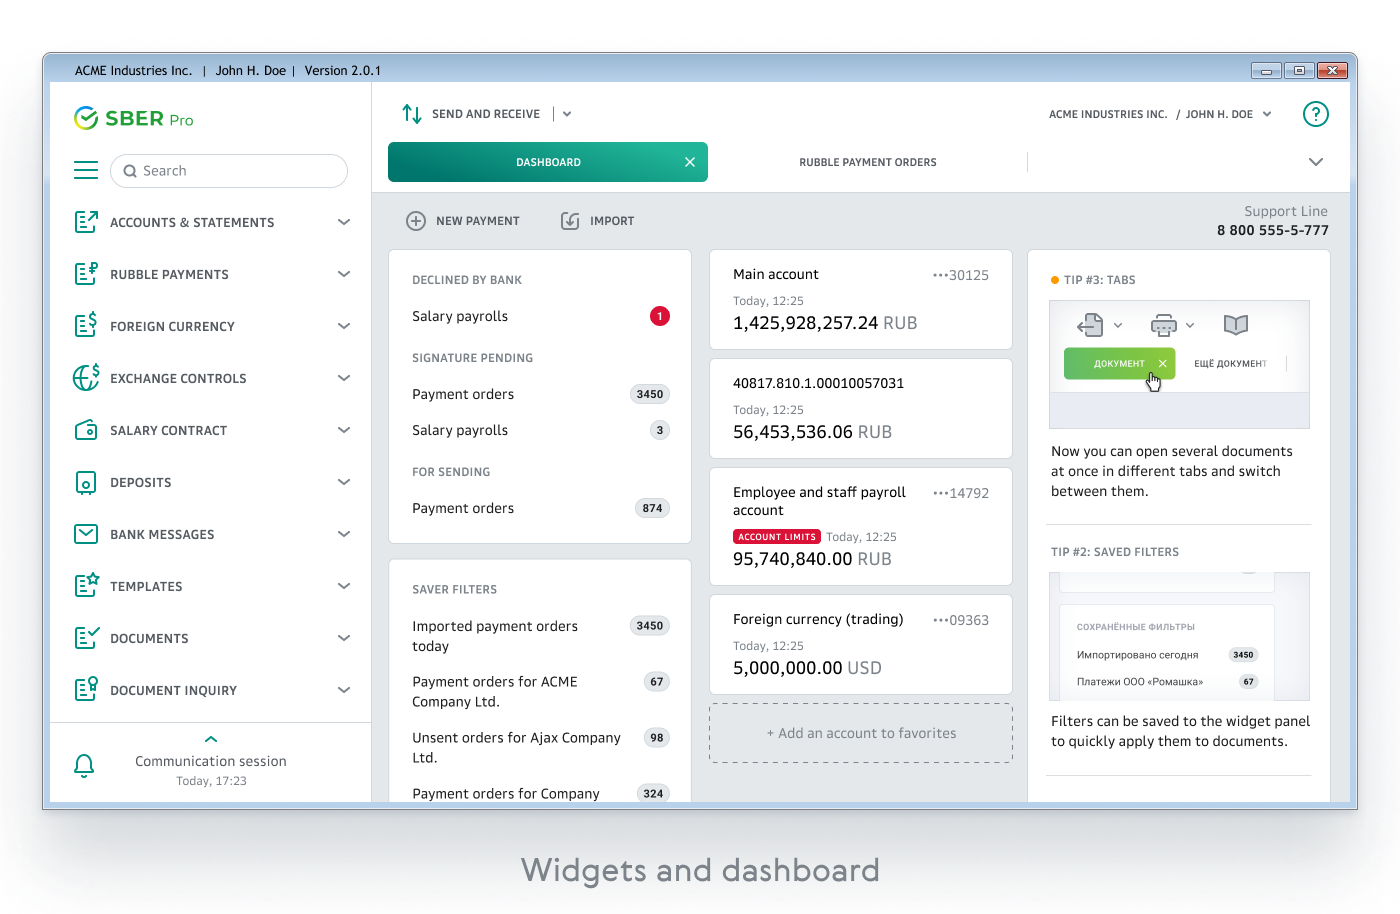 ACME Industries Inc. | John H. Doe | Version 2.0.1
SBER Pro
Search
ACCOUNTS & STATEMENTS
RUBBLE PAYMENTS
FOREIGN CURRENCY
EXCHANGE CONTROLS
SALARY CONTRACT
DEPOSITS
BANK MESSAGES
TEMPLATES
DOCUMENTS
DOCUMENT INQUIRY
Communication session
Today, 17:23
SEND AND RECEIVE
ACME INDUSTRIES INC. / JOHN H. DOE
?
DASHBOARD
RUBBLE PAYMENT ORDERS
NEW PAYMENT
IMPORT
Support Line
8 800 555-5-777
DECLINED BY BANK
Salary payrolls 1
SIGNATURE PENDING
Payment orders 3450
Salary payrolls 3
FOR SENDING
Payment orders 874
SAVER FILTERS
Imported payment orders 3450
today
Payment orders for ACME 67
Company Ltd.
Unsent orders for Ajax Company 98
Ltd.
Payment orders for Company 324
Main account •••30125
Today, 12:25
1,425,928,257.24 RUB
40817.810.1.00010057031
Today, 12:25
56,453,536.06 RUB
Employee and staff payroll •••14792
account
ACCOUNT LIMITS Today, 12:25
95,740,840.00 RUB
Foreign currency (trading) •••09363
Today, 12:25
5,000,000.00 USD
+ Add an account to favorites
TIP #3: TABS
ДОКУМЕНТ
ЕЩЁ ДОКУМЕНТ
Now you can open several documents
at once in different tabs and switch
between them.
TIP #2: SAVED FILTERS
СОХРАНЁННЫЕ ФИЛЬТРЫ
Импортировано сегодня 3450
Платежи ООО «Ромашка» 67
Filters can be saved to the widget panel
to quickly apply them to documents.
Widgets and dashboard